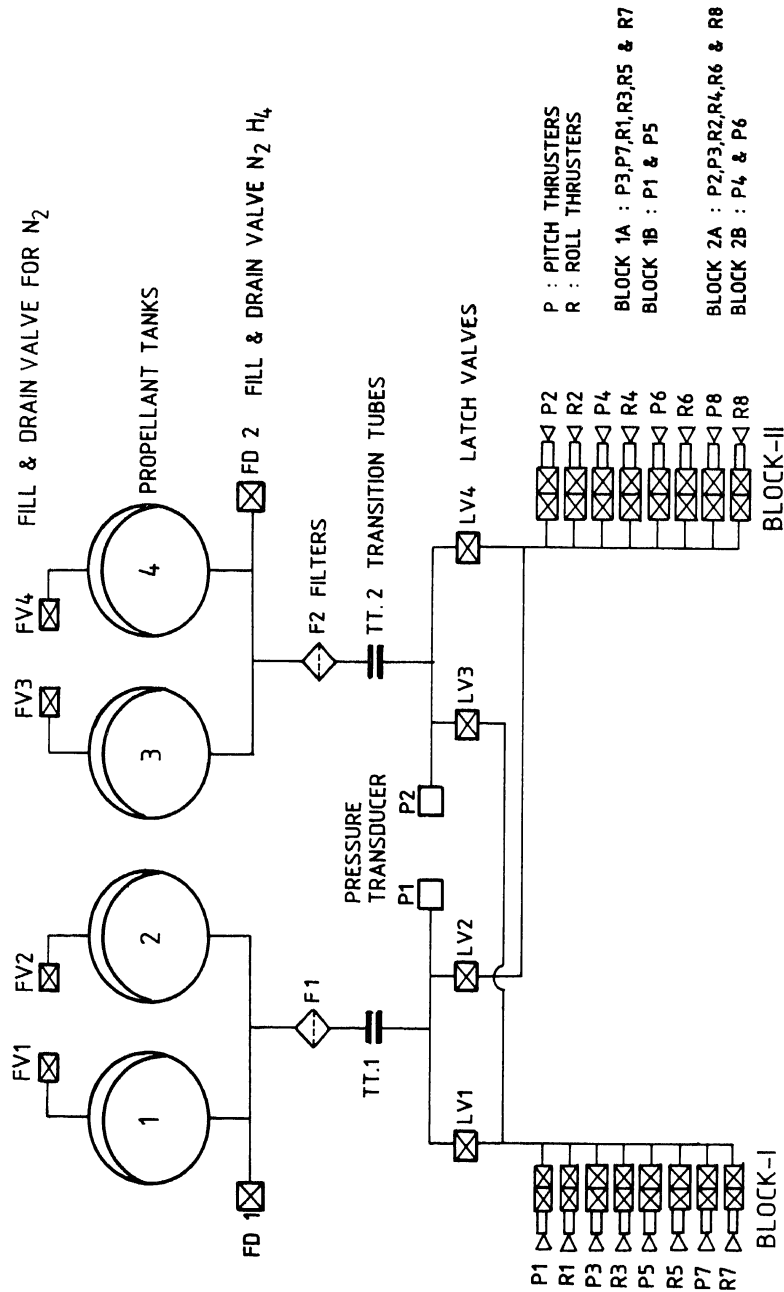 FILL & DRAIN VALVE FOR N2
FV1
FV2
FV3
FV4
PROPELLANT TANKS
1
2
3
4
FD 1
FD 2 FILL & DRAIN VALVE N2 H4
F1
F2 FILTERS
TT.1
TT.2 TRANSITION TUBES
PRESSURE
TRANSDUCER
P1
P2
LV1
LV2
LV3
LV4 LATCH VALVES
P1
R1
P3
R3
P5
R5
P7
R7
BLOCK-I
P2
R2
P4
R4
P6
R6
P8
R8
BLOCK-II
P : PITCH THRUSTERS
R : ROLL THRUSTERS
BLOCK 1A : P3,P7,R1,R3,R5 & R7
BLOCK 1B : P1 & P5
BLOCK 2A : P2,P3,R2,R4,R6 & R8
BLOCK 2B : P4 & P6